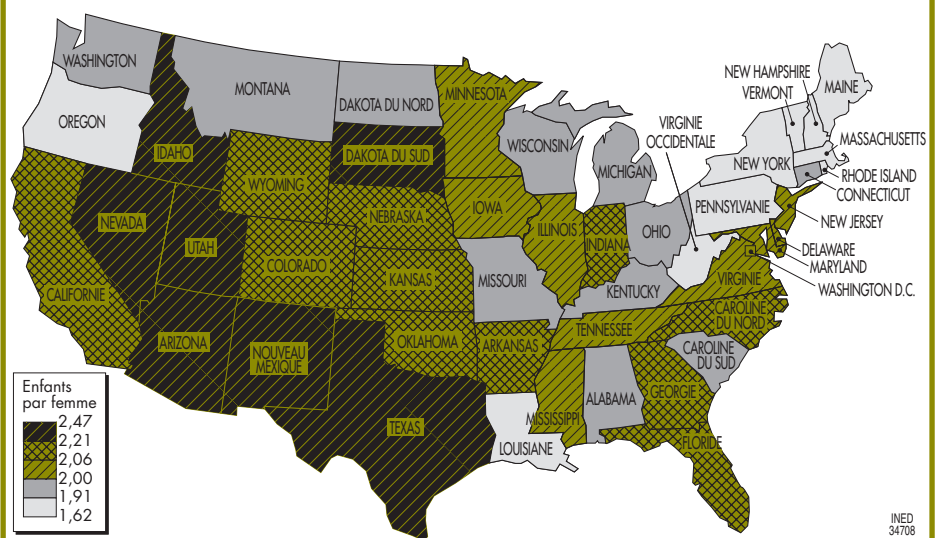 WASHINGTON
MONTANA
DAKOTA DU NORD
MINNESOTA
OREGON
IDAHO
DAKOTA DU SUD
WYOMING
WISCONSIN
MICHIGAN
VIRGINIE
OCCIDENTALE
NEW HAMPSHIRE
VERMONT
MAINE
MASSACHUSETTS
NEW YORK
RHODE ISLAND
CONNECTICUT
PENNSYLVANIE
NEW JERSEY
NEVADA
UTAH
NEBRASKA
IOWA
ILLINOIS
INDIANA
OHIO
DELAWARE
MARYLAND
WASHINGTON D.C.
CALIFORNIE
COLORADO
KANSAS
MISSOURI
KENTUCKY
VIRGINIE
ARIZONA
NOUVEAU
MEXIQUE
OKLAHOMA
ARKANSAS
TENNESSEE
CAROLINE
DU NORD
CAROLINE
DU SUD
TEXAS
LOUISIANE
MISSISSIPPI
ALABAMA
GEORGIE
FLORIDE
Enfants
par femme
2,47
2,21
2,06
2,00
1,91
1,62
INED
34708